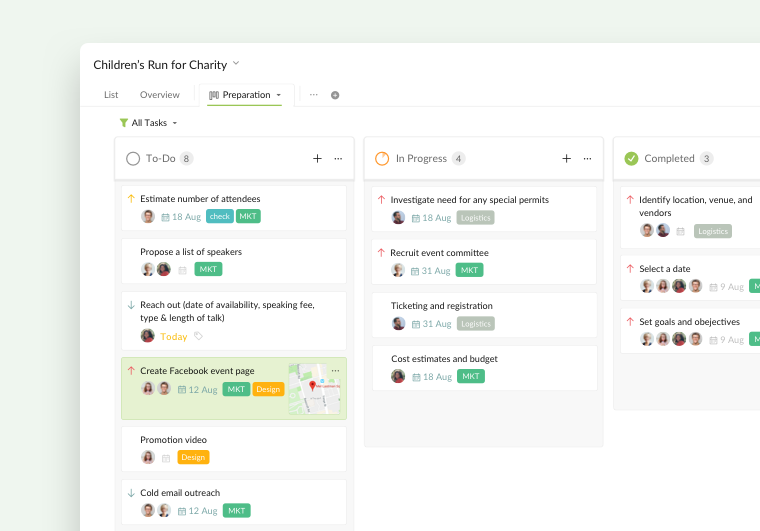 Children's Run for Charity
List Overview Preparation
All Tasks
To-Do 8
Estimate number of attendees
18 Aug check MKT
Propose a list of speakers
MKT
Reach out (date of availability, speaking fee,
type & length of talk)
Today
Create Facebook event page
12 Aug MKT Design
Promotion video
Design
Cold email outreach
12 Aug MKT
In Progress 4
Investigate need for any special permits
18 Aug Logistics
Recruit event committee
31 Aug MKT
Ticketing and registration
31 Aug Logistics
Cost estimates and budget
18 Aug MKT
Completed 3
Identify location, venue, and
vendors
Logistics
Select a date
9 Aug
Set goals and obejectives
9 Aug